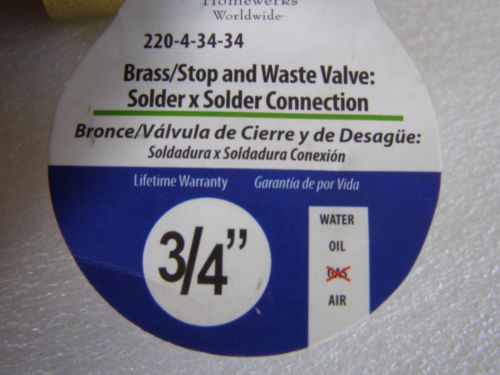 Homewerks
Worldwide
220-4-34-34
Brass/Stop and Waste Valve:
Solder x Solder Connection
Bronce/Válvula de Cierre y de Desagüe:
Soldadura x Soldadura Conexión
Lifetime Warranty Garantía de por Vida
3/4”
WATER
OIL
GAS
AIR